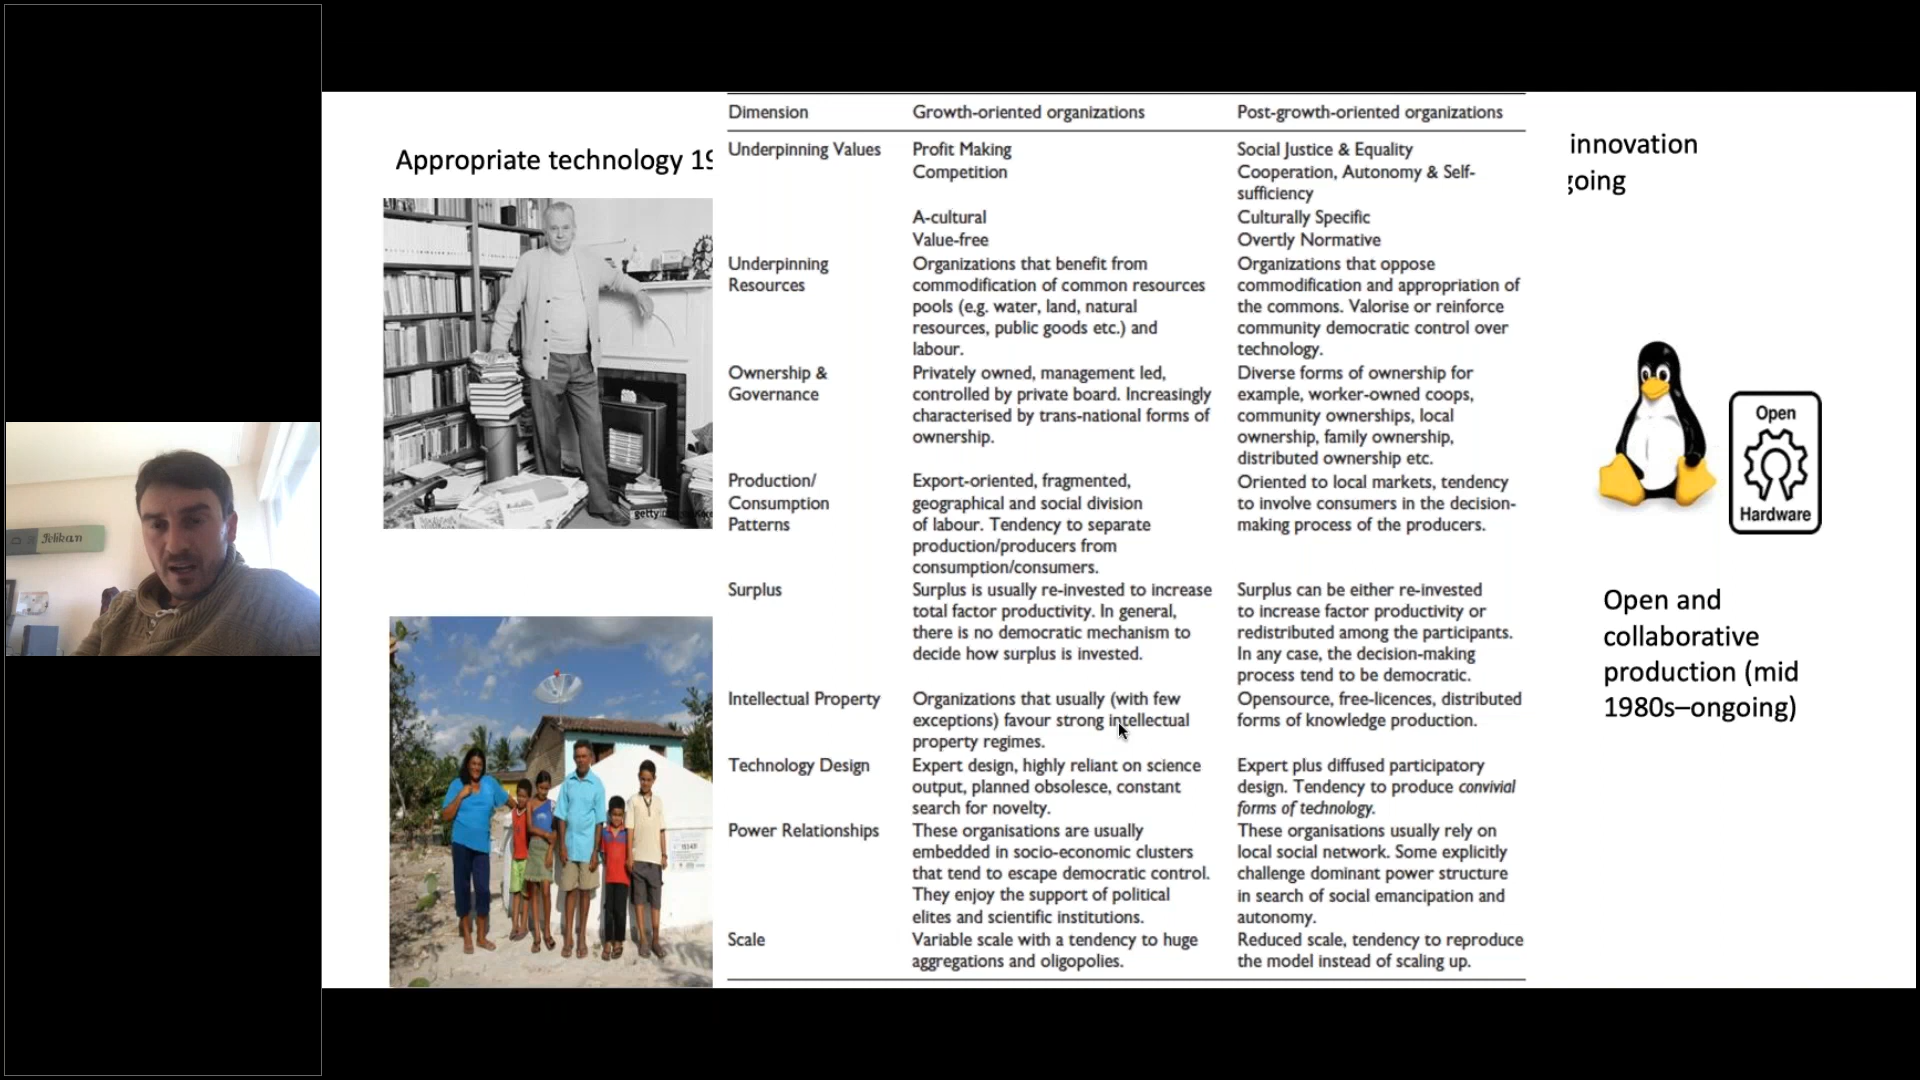 Appropriate technology 19
innovation
going
Dimension Growth-oriented organizations Post-growth-oriented organizations
Underpinning Values Profit Making Social Justice & Equality
Competition Cooperation, Autonomy & Self-
sufficiency
A-cultural Culturally Specific
Value-free Overtly Normative
Underpinning Organizations that benefit from Organizations that oppose
Resources commodification of common resources commodification and appropriation of
pools (e.g. water, land, natural the commons. Valorise or reinforce
resources, public goods etc.) and community democratic control over
labour. technology.
Ownership & Privately owned, management led, Diverse forms of ownership for
Governance controlled by private board. Increasingly example, worker-owned coops,
characterised by trans-national forms of community ownerships, local
ownership. ownership, family ownership,
distributed ownership etc.
Production/ Export-oriented, fragmented, Oriented to local markets, tendency
Consumption geographical and social division to involve consumers in the decision-
Patterns of labour. Tendency to separate making process of the producers.
production/producers from
consumption/consumers.
Surplus Surplus is usually re-invested to increase Surplus can be either re-invested
total factor productivity. In general, to increase factor productivity or
there is no democratic mechanism to redistributed among the participants.
decide how surplus is invested. In any case, the decision-making
process tend to be democratic.
Intellectual Property Organizations that usually (with few Opensource, free-licences, distributed
exceptions) favour strong intellectual forms of knowledge production.
property regimes.
Technology Design Expert design, highly reliant on science Expert plus diffused participatory
output, planned obsolesce, constant design. Tendency to produce convivial
search for novelty. forms of technology.
Power Relationships These organisations are usually These organisations usually rely on
embedded in socio-economic clusters local social network. Some explicitly
that tend to escape democratic control. challenge dominant power structure
They enjoy the support of political in search of social emancipation and
elites and scientific institutions. autonomy.
Scale Variable scale with a tendency to huge Reduced scale, tendency to reproduce
aggregations and oligopolies. the model instead of scaling up.
Open
Hardware
Open and
collaborative
production (mid
1980s–ongoing)
Pelikan